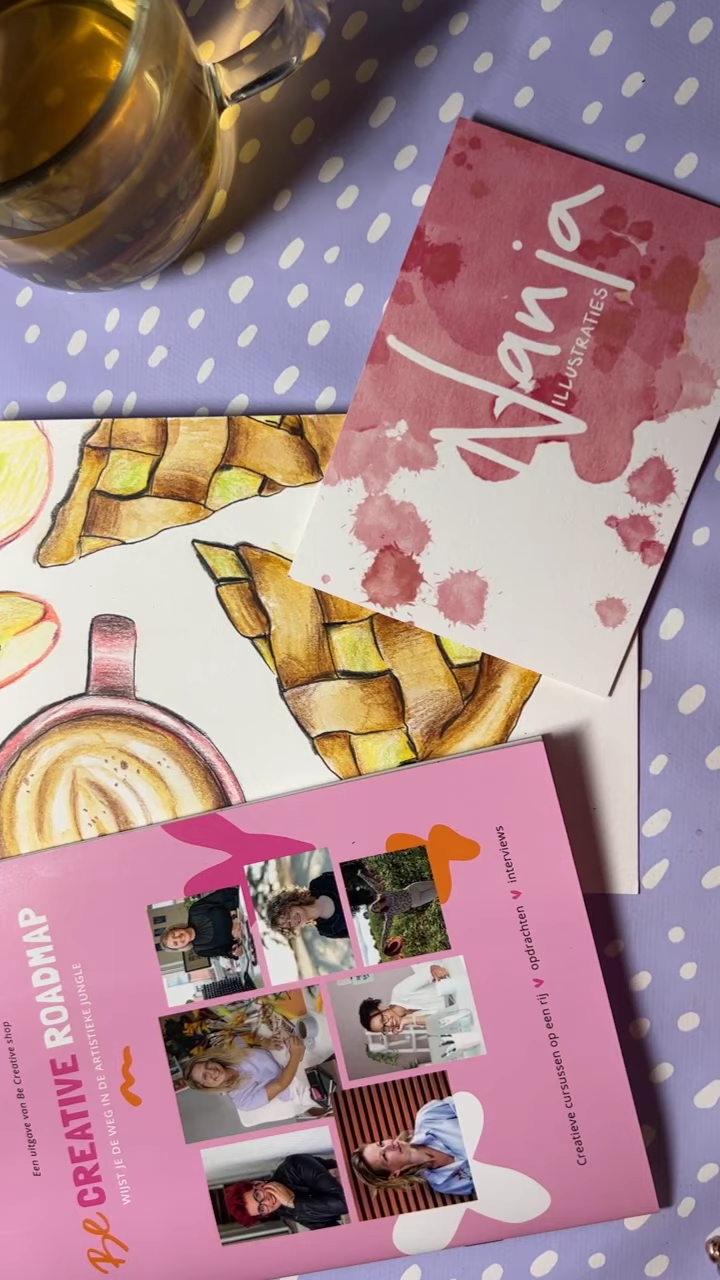 Nanja
ILLUSTRATIES
Een uitgave van Be Creative shop
Be CREATIVE ROADMAP
WIJST JE DE WEG IN DE ARTISTIEKE JUNGLE
Creatieve cursussen op een rij ♥ opdrachten ♥ interviews